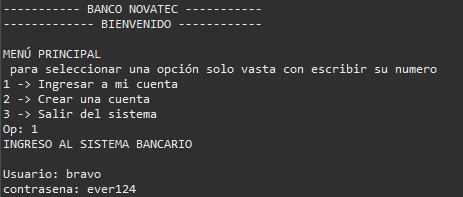 ----------- BANCO NOVATEC -----------
------------- BIENVENIDO ------------
MENÚ PRINCIPAL
para seleccionar una opción solo vasta con escribir su numero
1 -> Ingresar a mi cuenta
2 -> Crear una cuenta
3 -> Salir del sistema
Op: 1
INGRESO AL SISTEMA BANCARIO
Usuario: bravo
contrasena: ever124